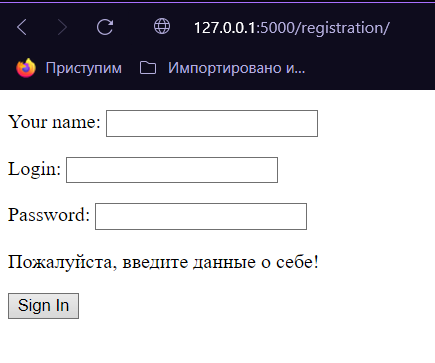 127.0.0.1:5000/registration/
Приступим Импортировано и...
Your name:
Login:
Password:
Пожалуйста, введите данные о себе!
Sign In